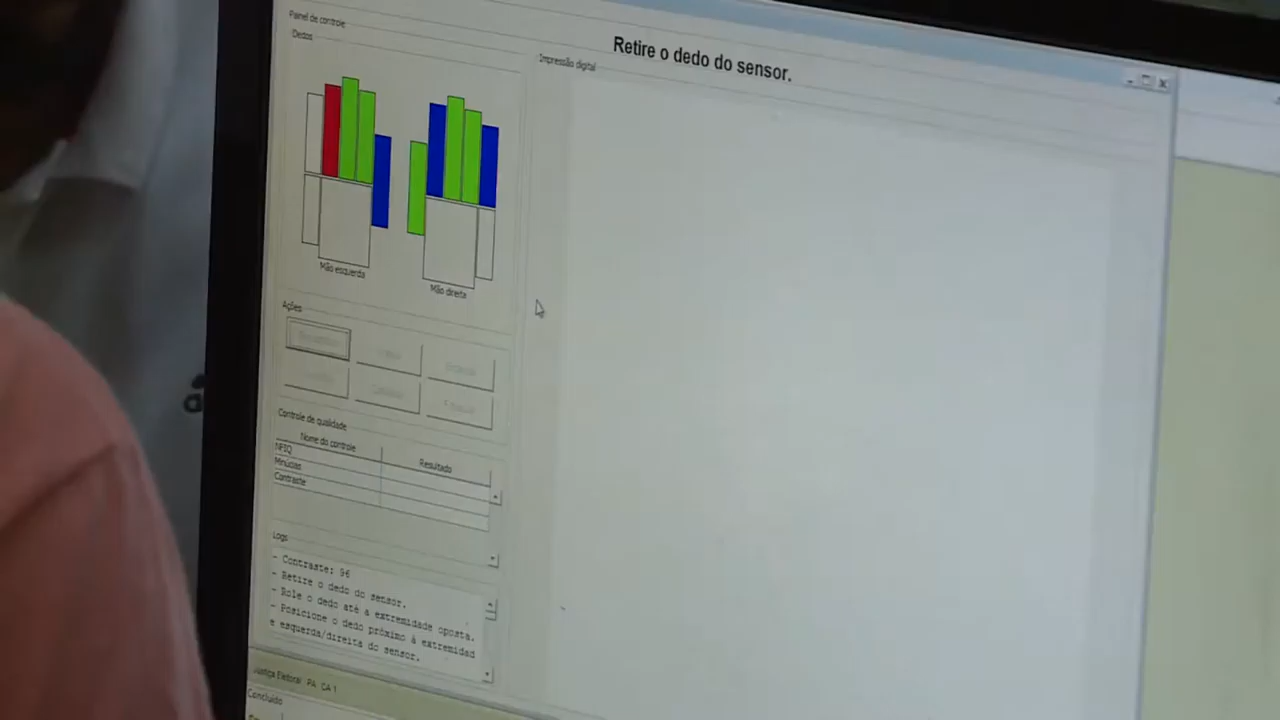 Painel de controle
Retire o dedo do sensor.
Dedos
Impressão digital
Mão esquerda
Mão direita
Ações
Controle de qualidade
Nome do controle
Resultado
NFIQ
Minúcias
Contraste
Logs
- Contraste: 96
- Retire o dedo do sensor.
- Role o dedo até a extremidade oposta.
- Posicione o dedo próximo à extremidad
e esquerda/direita do sensor.
Justiça Eleitoral PA
Concluído